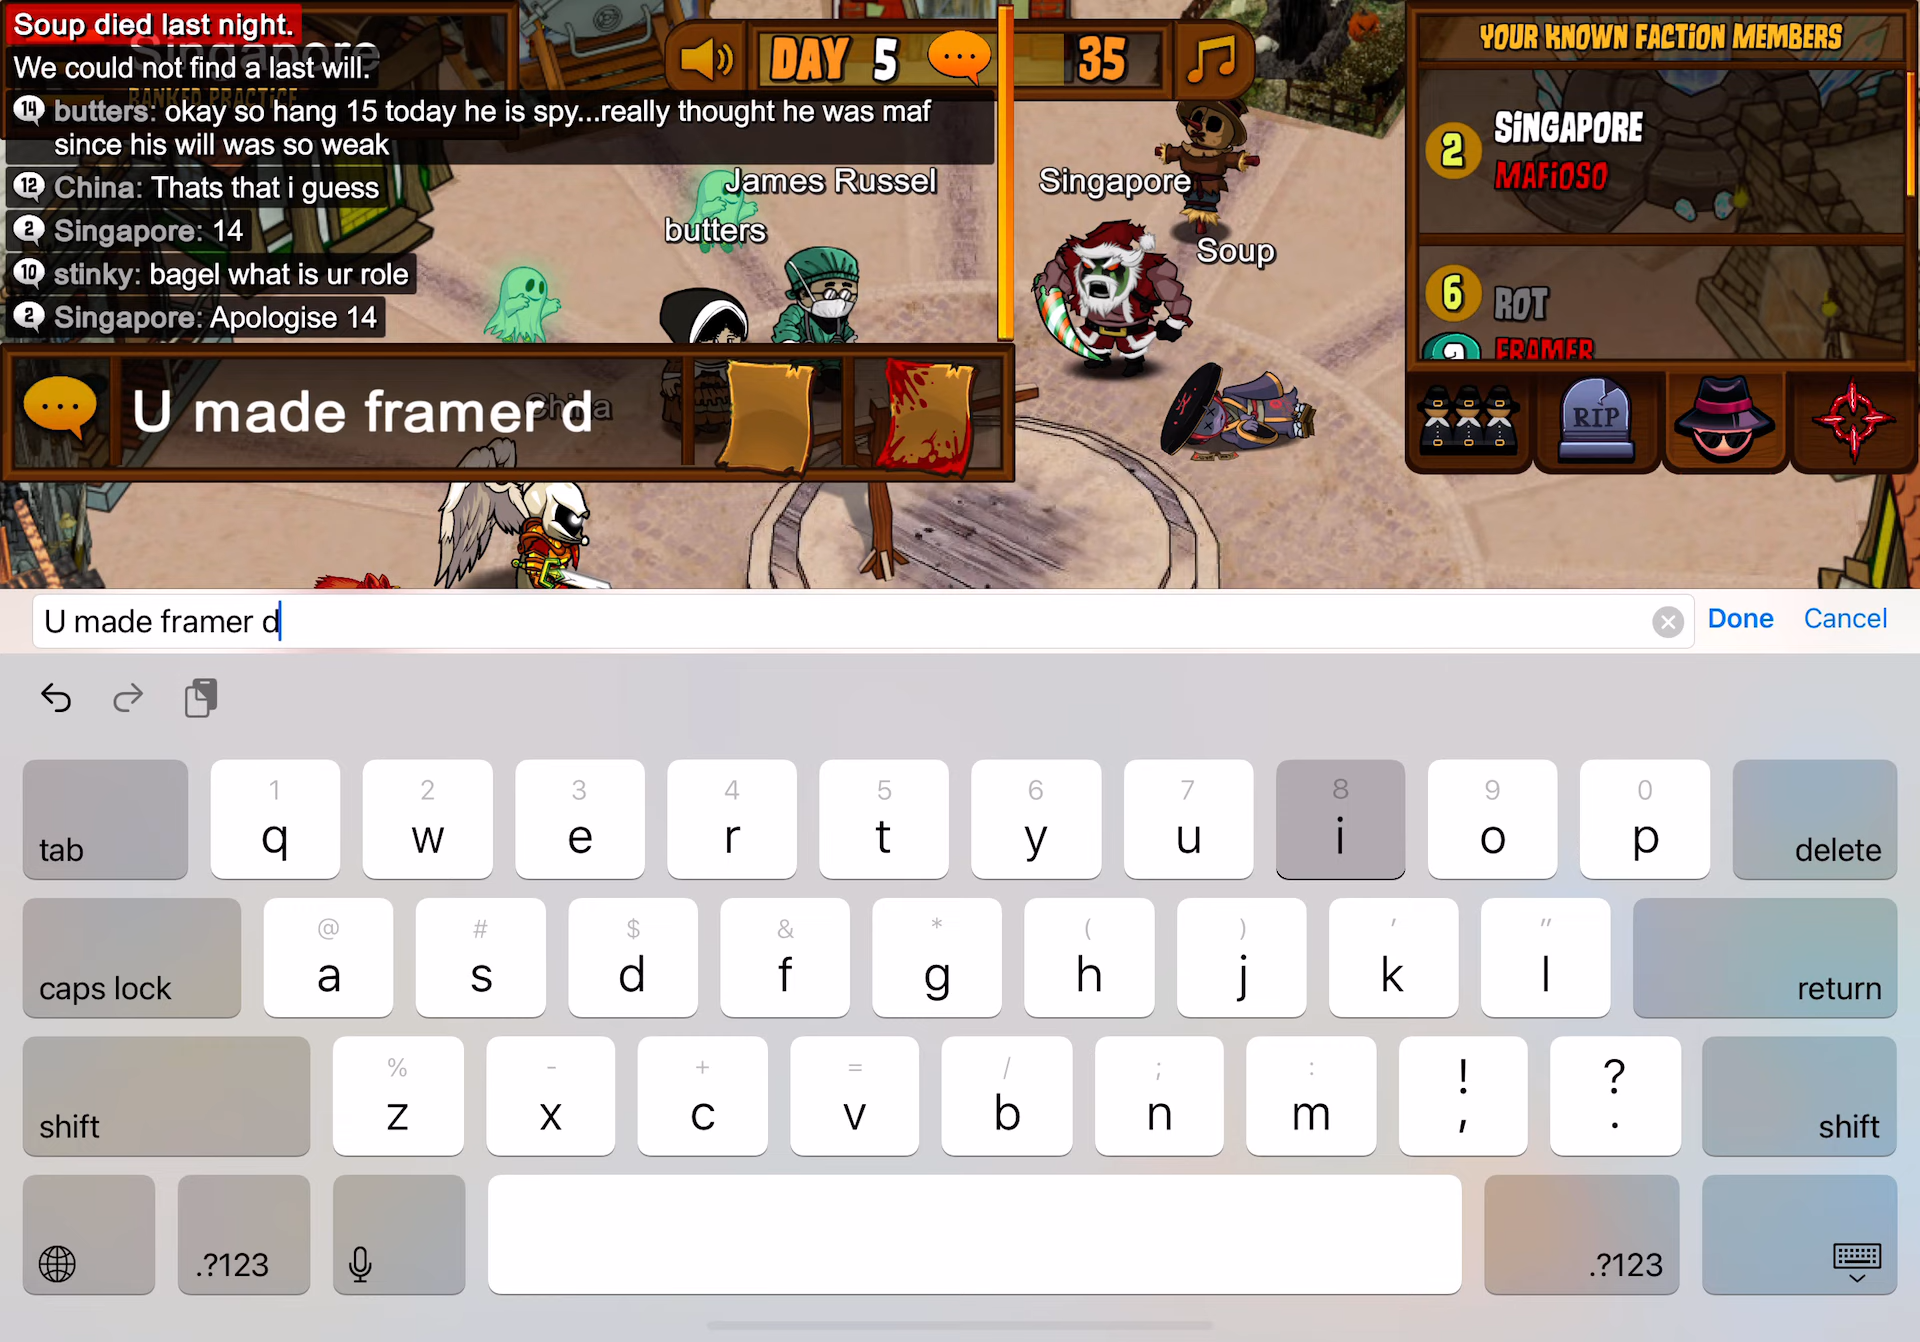 Soup died last night.
Singapore
We could not find a last will.
RANKED PRACTICE
14 butters: okay so hang 15 today he is spy...really thought he was maf
since his will was so weak
12 China: Thats that i guess
2 Singapore: 14
10 stinky: bagel what is ur role
2 Singapore: Apologise 14
DAY 5
35
YOUR KNOWN FACTION MEMBERS
2 SINGAPORE
MAFIOSO
6 ROT
FRAMER
RIP
James Russel
butters
Singapore
Soup
China
U made framer d
U made framer d
Done Cancel
tab 1 q 2 w 3 e 4 r 5 t 6 y 7 u 8 i 9 o 0 p delete
caps lock @ a # s $ d & f * g ( h ) j ' k " l return
shift % z - x + c = v / b ; n : m ! , ? . shift
.?123 .?123